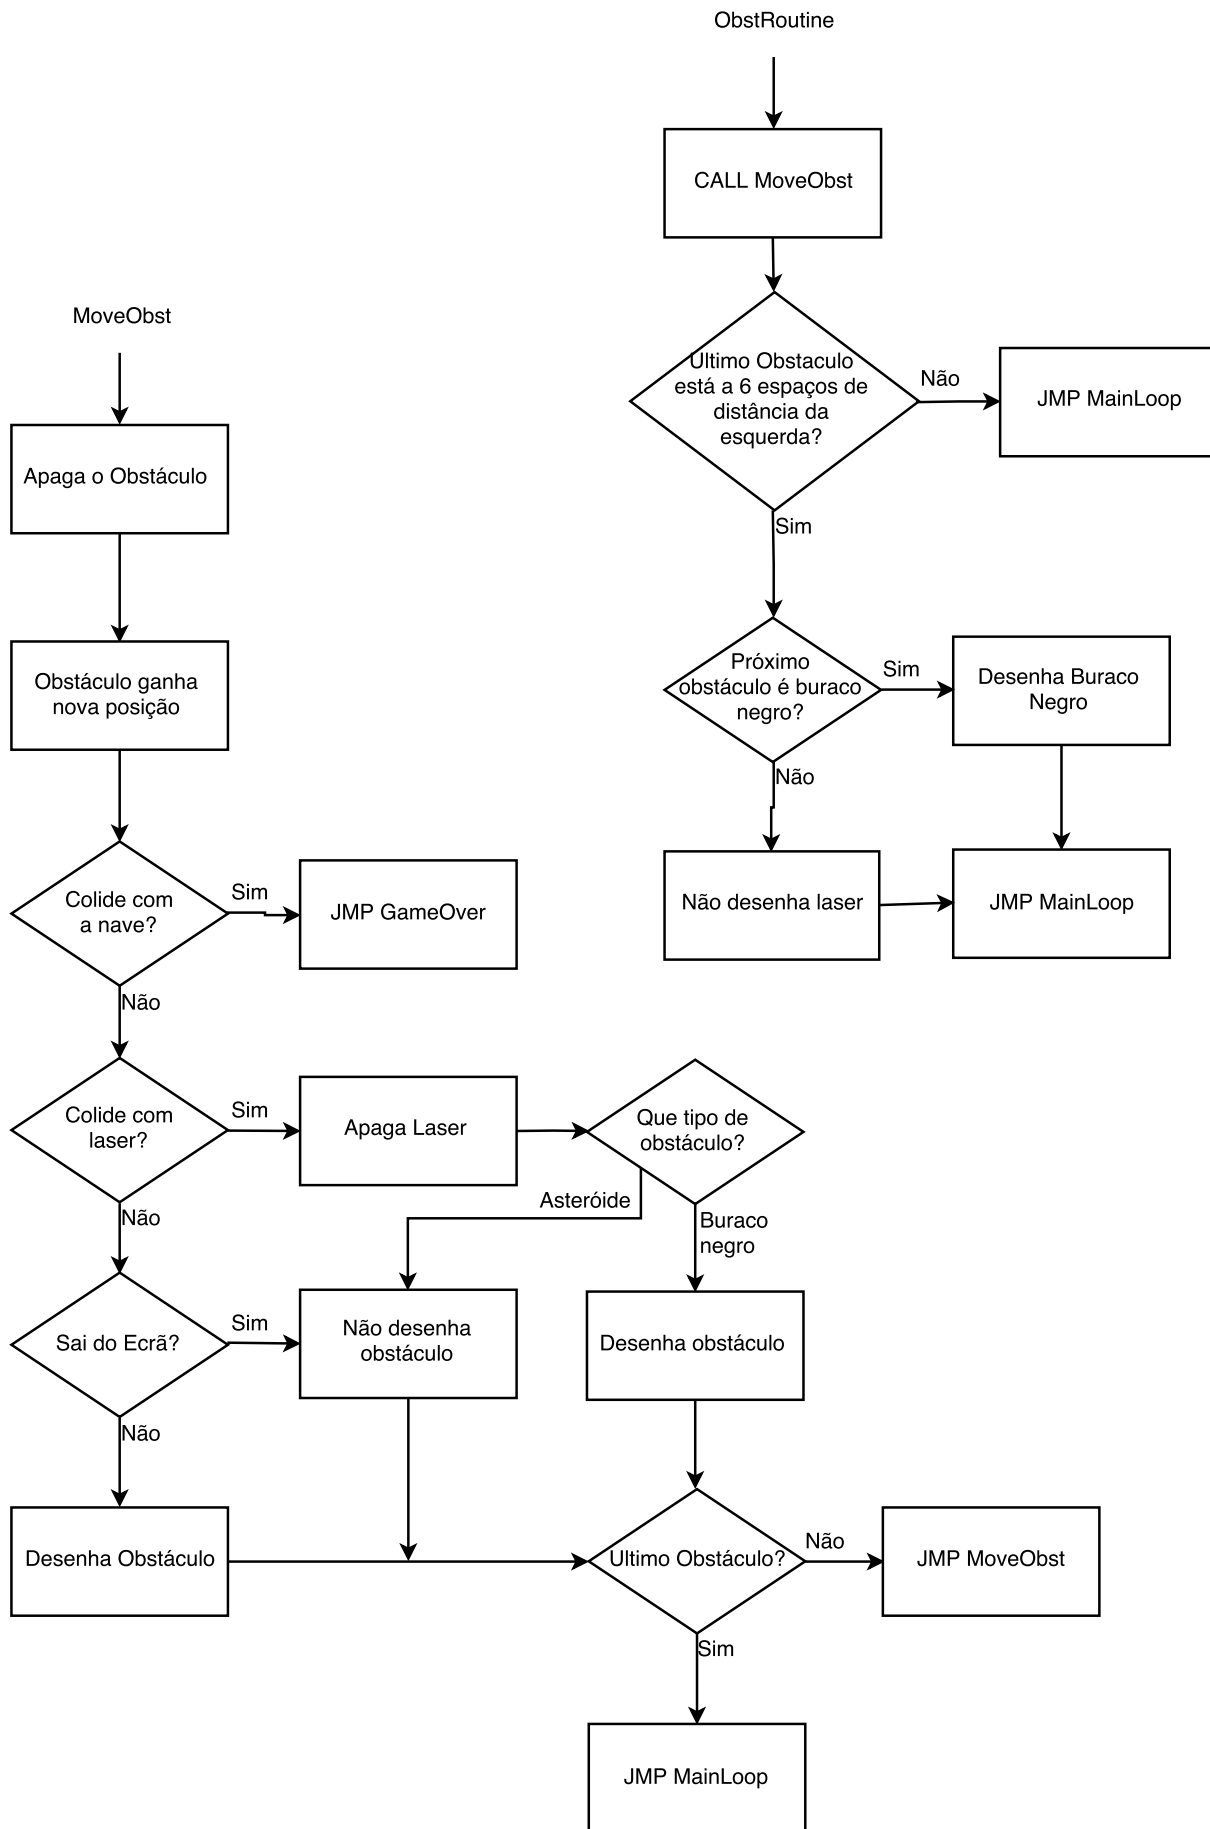 ObstRoutine
CALL MoveObst
Ultimo Obstaculo
está a 6 espaços de
distância da
esquerda?
Não
JMP MainLoop
Sim
Próximo
obstáculo é buraco
negro?
Sim
Desenha Buraco
Negro
Não
Não desenha laser
JMP MainLoop
MoveObst
Apaga o Obstáculo
Obstáculo ganha
nova posição
Colide com
a nave?
Sim
JMP GameOver
Não
Colide com
laser?
Sim
Apaga Laser
Que tipo de
obstáculo?
Não
Asteróide
Buraco
negro
Sai do Ecrã?
Sim
Não desenha
obstáculo
Desenha obstáculo
Não
Desenha Obstáculo
Ultimo Obstáculo?
Não
JMP MoveObst
Sim
JMP MainLoop